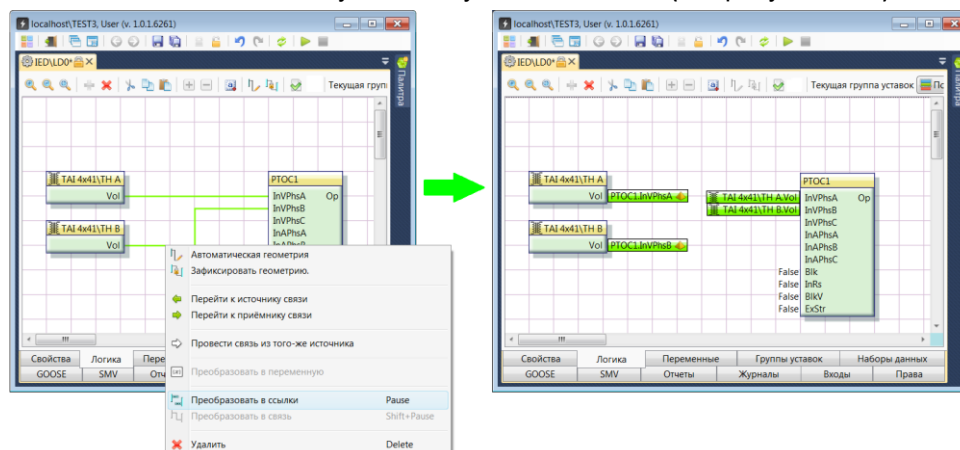 localhost\TEST3, User (v. 1.0.1.6261)
IED\LD0*
Текущая груп
Палитра
TAI 4x41\TH A
Vol
TAI 4x41\TH B
Vol
PTOC1
InVPhsA Op
InVPhsB
InVPhsC
InAPhsA
InAPhsB
Автоматическая геометрия
Зафиксировать геометрию.
Перейти к источнику связи
Перейти к приёмнику связи
Провести связь из того-же источника
Преобразовать в переменную
Преобразовать в ссылки Pause
Преобразовать в связь Shift+Pause
Удалить Delete
Свойства Логика Пере
GOOSE SMV Отч
localhost\TEST3, User (v. 1.0.1.6261)
IED\LD0*
Текущая группа уставок По
Палитра
TAI 4x41\TH A
Vol PTOC1.InVPhsA
TAI 4x41\TH B
Vol PTOC1.InVPhsB
PTOC1
TAI 4x41\TH A.Vol InVPhsA Op
TAI 4x41\TH B.Vol InVPhsB
InVPhsC
InAPhsA
InAPhsB
InAPhsC
False Blk
False InRs
False BlkV
False ExStr
Свойства Логика Переменные Группы уставок Наборы данных
GOOSE SMV Отчеты Журналы Входы Права